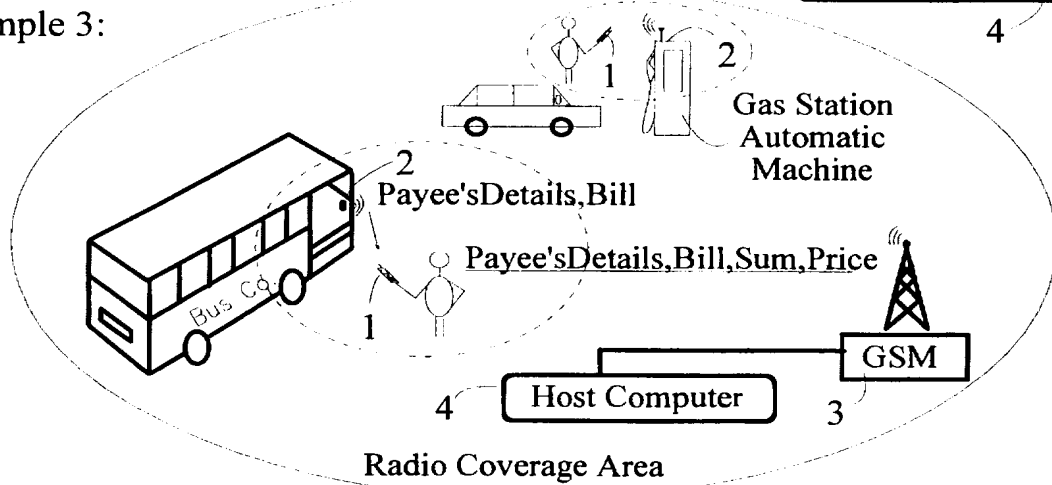 mple 3:
4
1
2
Gas Station
Automatic
Machine
2
Payee'sDetails,Bill
Payee'sDetails,Bill,Sum,Price
Bus Co.
1
GSM
3
4
Host Computer
Radio Coverage Area